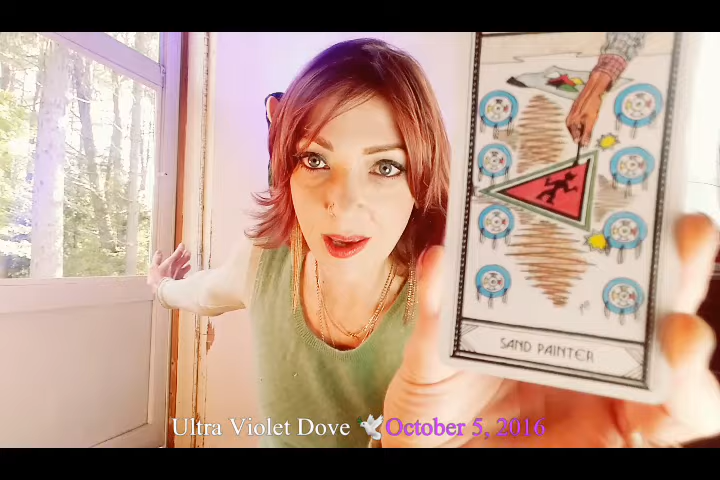 SAND PAINTER
Ultra Violet Dove 🕊October 5, 2016